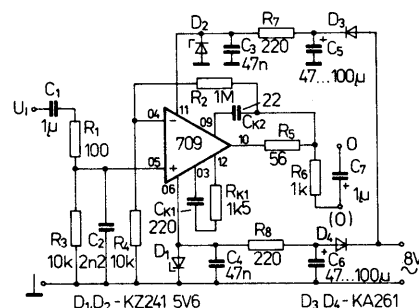 D2
R7
D3
C3
47n
220
C5
47...100µ
C1
UI
1µ
R1
100
R2 1M
22
CK2
04
11
09
709
10
R5
56
O
05
06
03
12
R6
1k
C7
1µ
(O)
CK1
220
RK1
1k5
R3
10k
C2
2n2
R4
10k
D1
C4
47n
R8
220
D4
C6
47...100µ
8V
D1,D2-KZ241 5V6
D3,D4-KA261